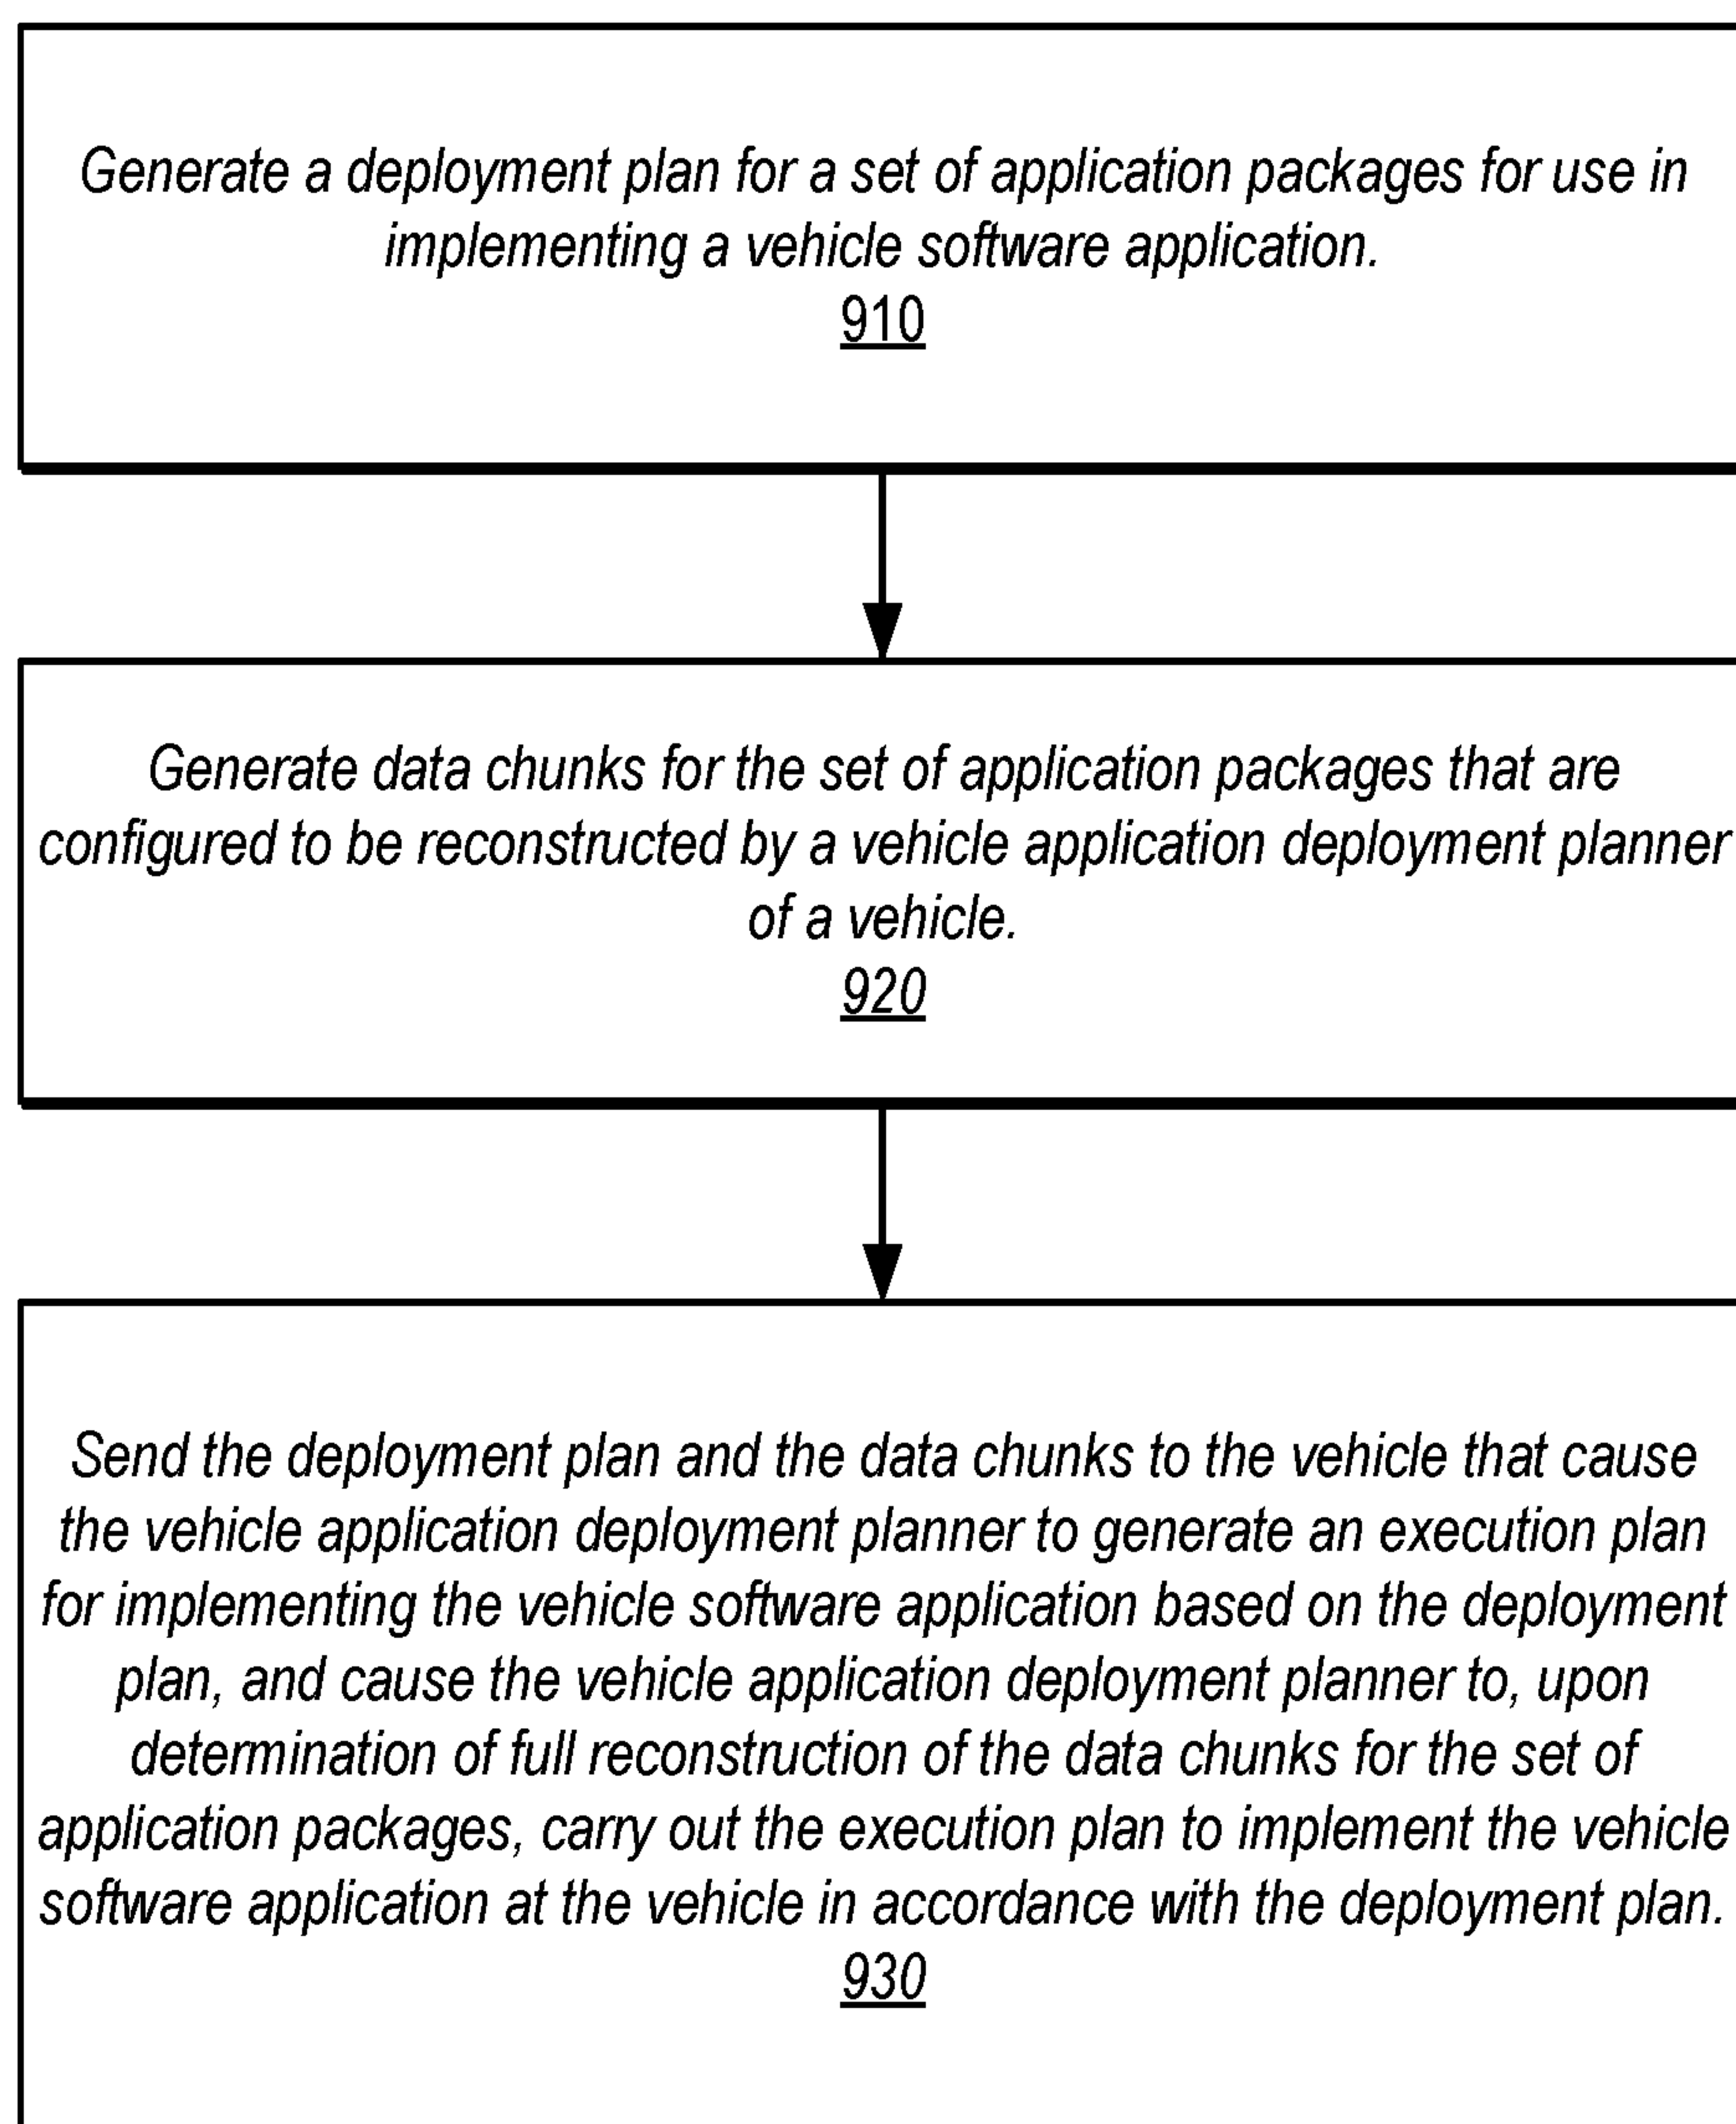 Generate a deployment plan for a set of application packages for use in
implementing a vehicle software application.
910
Generate data chunks for the set of application packages that are
configured to be reconstructed by a vehicle application deployment planner
of a vehicle.
920
Send the deployment plan and the data chunks to the vehicle that cause
the vehicle application deployment planner to generate an execution plan
for implementing the vehicle software application based on the deployment
plan, and cause the vehicle application deployment planner to, upon
determination of full reconstruction of the data chunks for the set of
application packages, carry out the execution plan to implement the vehicle
software application at the vehicle in accordance with the deployment plan.
930